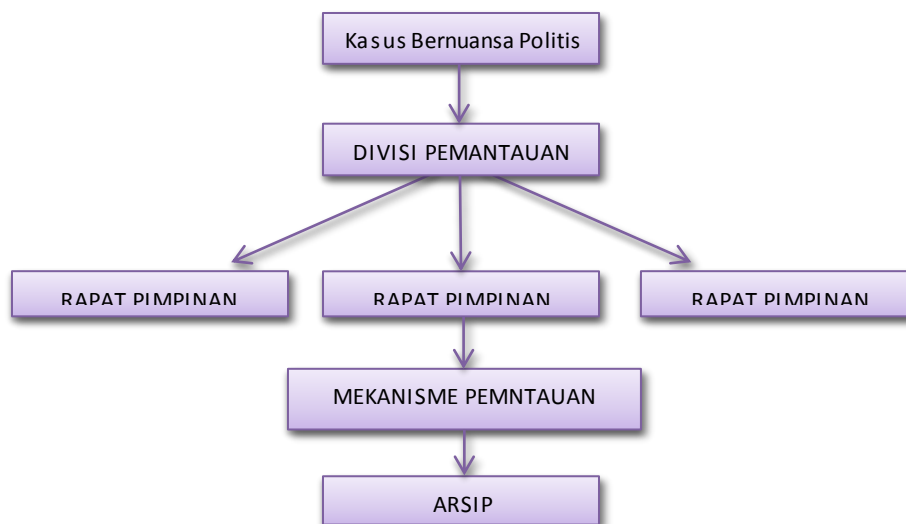 Kasus Bernuansa Politis
DIVISI PEMANTAUAN
RAPAT PIMPINAN
RAPAT PIMPINAN
RAPAT PIMPINAN
MEKANISME PEMNTAUAN
ARSIP